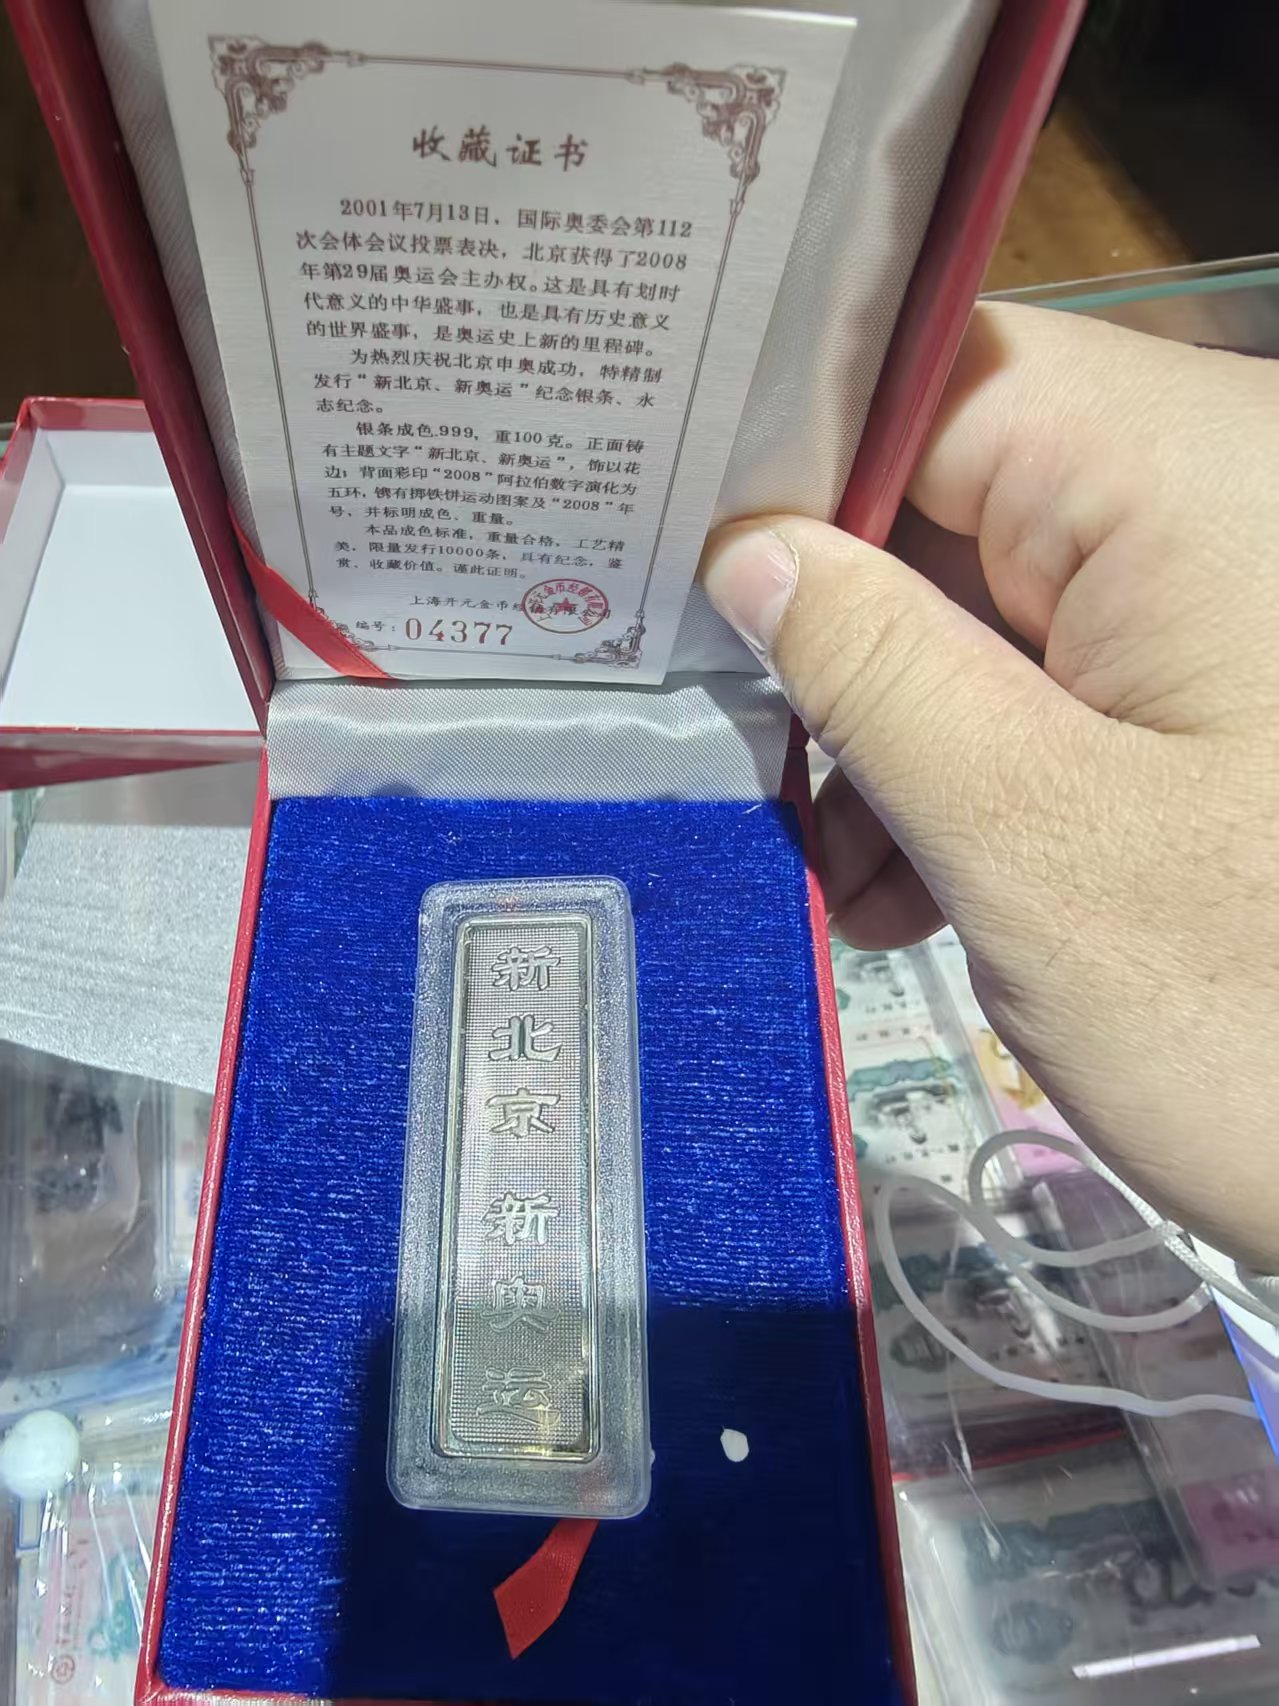 收藏证书
2001年7月13日，国际奥委会第112
次会体会议投票表决，北京获得了2008
年第29届奥运会主办权。这是具有划时
代意义的中华盛事，也是具有历史意义
的世界盛事，是奥运史上新的里程碑。
为热烈庆祝北京申奥成功，特精制
发行“新北京、新奥运”纪念银条、永
志纪念。
银条成色.999，重100克。正面铸
有主题文字“新北京、新奥运”，饰以花
边；背面彩印“2008”阿拉伯数字演化为
五环，镌有掷铁饼运动图案及“2008”年
号、并标明成色、重量。
本品成色标准，重量合格，工艺精
美，限量发行10000条，具有纪念，鉴
赏、收藏价值。谨此证明。
上海开元金币经销有限公司
编号：04377
新北京 新奥运